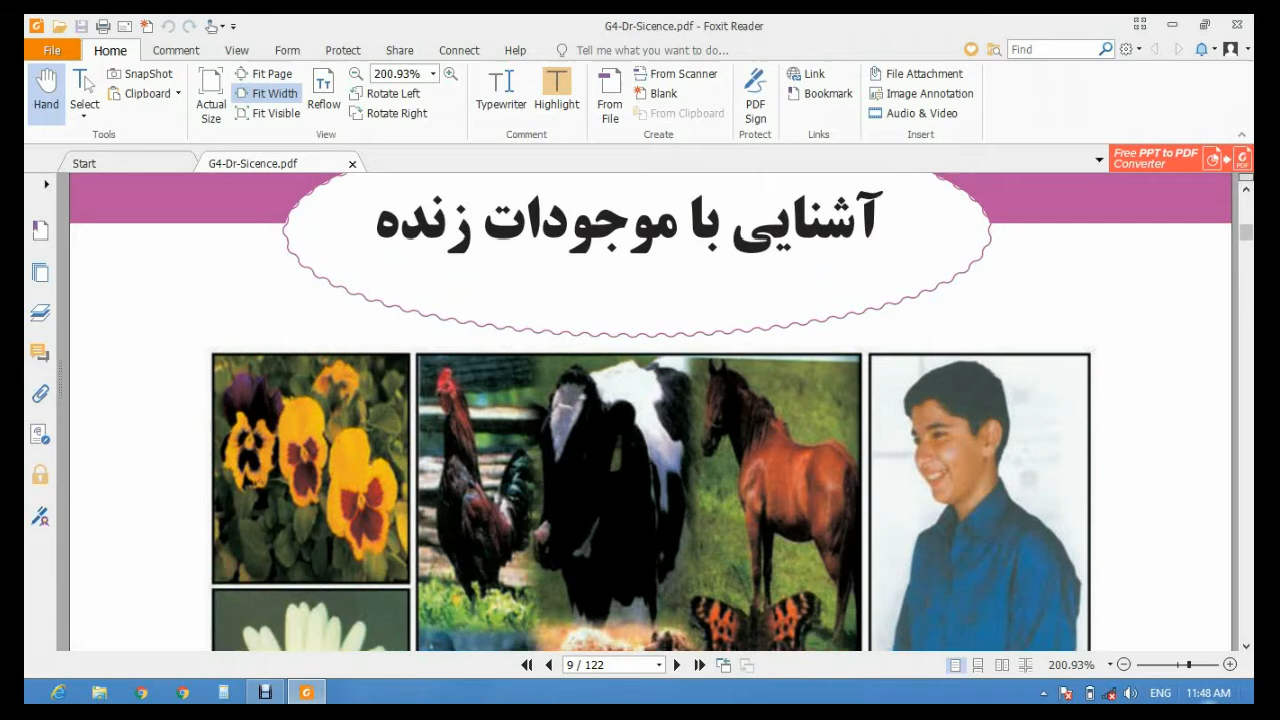 G4-Dr-Sicence.pdf - Foxit Reader
File Home Comment View Form Protect Share Connect Help Tell me what you want to do... Find
Hand
Select
Tools
SnapShot
Clipboard
Actual Size
Fit Page
Fit Width
Fit Visible
Reflow
200.93%
Rotate Left
Rotate Right
View
Typewriter
Highlight
Comment
From File
From Scanner
Blank
From Clipboard
Create
PDF Sign
Protect
Link
Bookmark
Links
File Attachment
Image Annotation
Audio & Video
Insert
Start
G4-Dr-Sicence.pdf
Free PPT to PDF
Converter
آشنایی با موجودات زنده
9 / 122
200.93%
ENG 11:48 AM